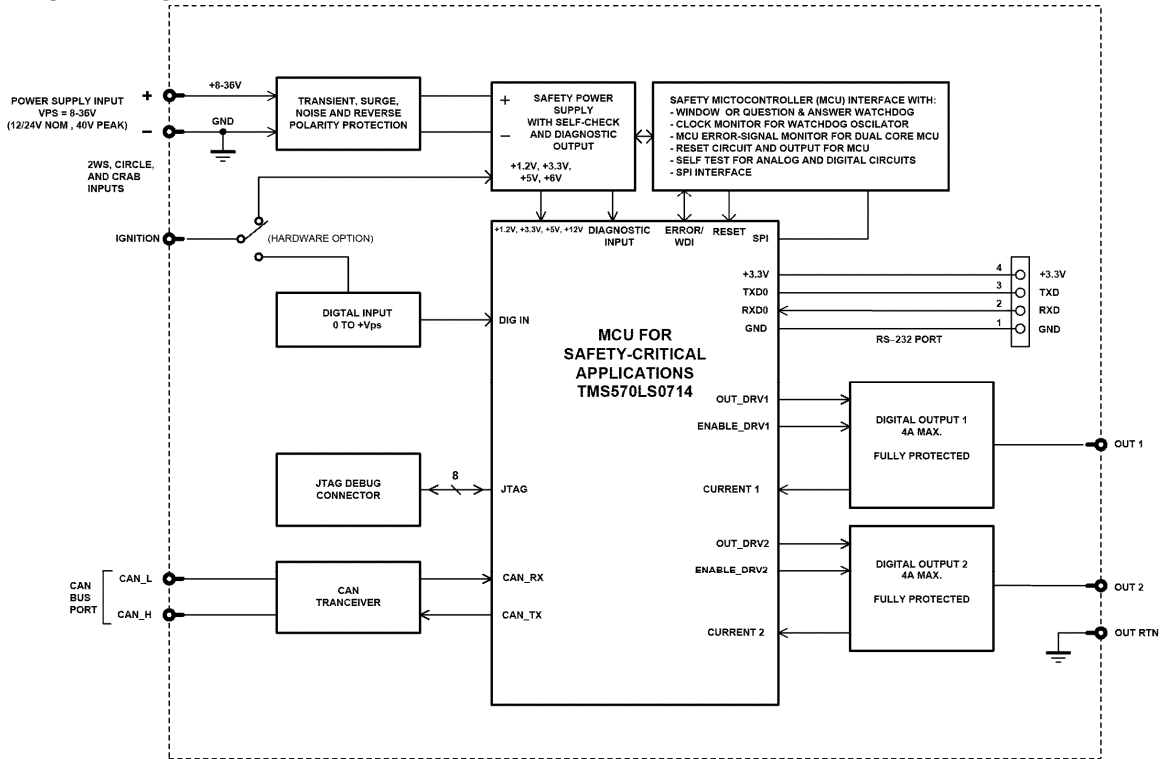 POWER SUPPLY INPUT
VPS = 8-36V
(12/24V NOM , 40V PEAK)
+
–
+8-36V
GND
TRANSIENT, SURGE,
NOISE AND REVERSE
POLARITY PROTECTION
+
–
SAFETY POWER
SUPPLY
WITH SELF-CHECK
AND DIAGNOSTIC
OUTPUT
+1.2V, +3.3V,
+5V, +6V
SAFETY MICTOCONTROLLER (MCU) INTERFACE WITH:
- WINDOW OR QUESTION & ANSWER WATCHDOG
- CLOCK MONITOR FOR WATCHDOG OSCILATOR
- MCU ERROR-SIGNAL MONITOR FOR DUAL CORE MCU
- RESET CIRCUIT AND OUTPUT FOR MCU
- SELF TEST FOR ANALOG AND DIGITAL CIRCUITS
- SPI INTERFACE
2WS, CIRCLE,
AND CRAB
INPUTS
IGNITION
(HARDWARE OPTION)
DIGTAL INPUT
0 TO +Vps
+1.2V, +3.3V, +5V, +12V
DIAGNOSTIC
INPUT
ERROR/
WDI
RESET
SPI
DIG IN
+3.3V
TXD0
RXD0
GND
4
3
2
1
+3.3V
TXD
RXD
GND
RS–232 PORT
MCU FOR
SAFETY-CRITICAL
APPLICATIONS
TMS570LS0714
OUT_DRV1
ENABLE_DRV1
CURRENT 1
DIGITAL OUTPUT 1
4A MAX.
FULLY PROTECTED
OUT 1
JTAG DEBUG
CONNECTOR
8
JTAG
OUT_DRV2
ENABLE_DRV2
CURRENT 2
DIGITAL OUTPUT 2
4A MAX.
FULLY PROTECTED
OUT 2
OUT RTN
CAN
BUS
PORT
CAN_L
CAN_H
CAN
TRANCEIVER
CAN_RX
CAN_TX